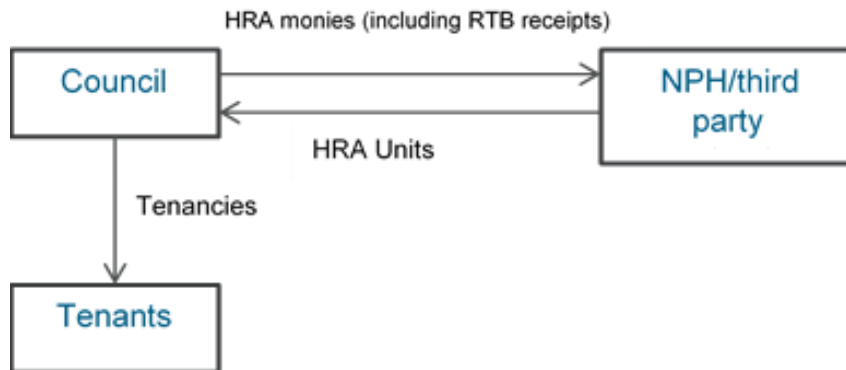 HRA monies (including RTB receipts)
Council
NPH/third
party
HRA Units
Tenancies
Tenants